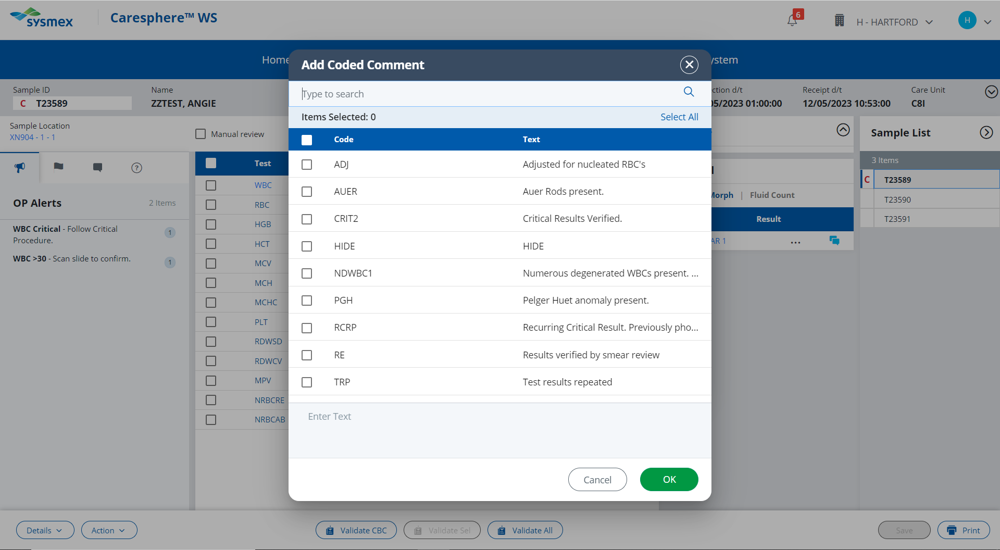 sysmex
Caresphere™ WS
6
H - HARTFORD
H
Home
ystem
Add Coded Comment
Sample ID
Name
ction d/t
Receipt d/t
Care Unit
C T23589
ZZTEST, ANGIE
05/2023 01:00:00
12/05/2023 10:53:00
C8I
Type to search
Items Selected: 0
Select All
Sample Location
XN904 - 1 - 1
Manual review
Sample List
3 Items
C T23589
T23590
T23591
Code
Text
ADJ
Adjusted for nucleated RBC's
AUER
Auer Rods present.
CRIT2
Critical Results Verified.
HIDE
HIDE
NDWBC1
Numerous degenerated WBCs present. ...
PGH
Pelger Huet anomaly present.
RCRP
Recurring Critical Result. Previously pho...
RE
Results verified by smear review
TRP
Test results repeated
Enter Text
Cancel
OK
?
OP Alerts
2 Items
WBC Critical - Follow Critical
Procedure.
1
WBC >30 - Scan slide to confirm.
1
Test
WBC
RBC
HGB
HCT
MCV
MCH
MCHC
PLT
RDWSD
RDWCV
MPV
NRBCRE
NRBCAB
Morph | Fluid Count
Result
AR 1
...
Details
Action
Validate CBC
Validate Sel
Validate All
Save
Print